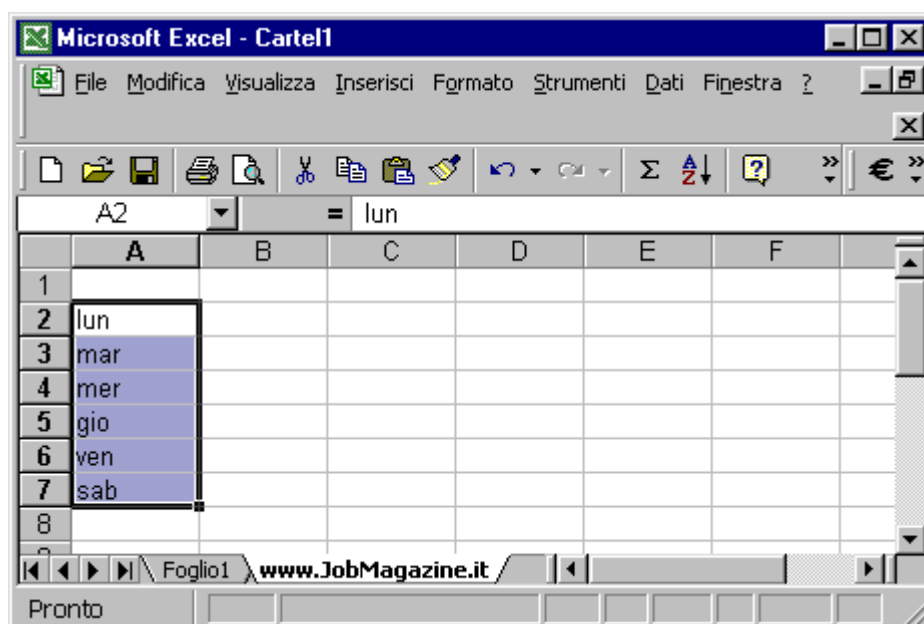 Microsoft Excel - Cartel1
File Modifica Visualizza Inserisci Formato Strumenti Dati Finestra ?
A2 = lun
A B C D E F
1
2 lun
3 mar
4 mer
5 gio
6 ven
7 sab
8
Foglio1 www.JobMagazine.it
Pronto